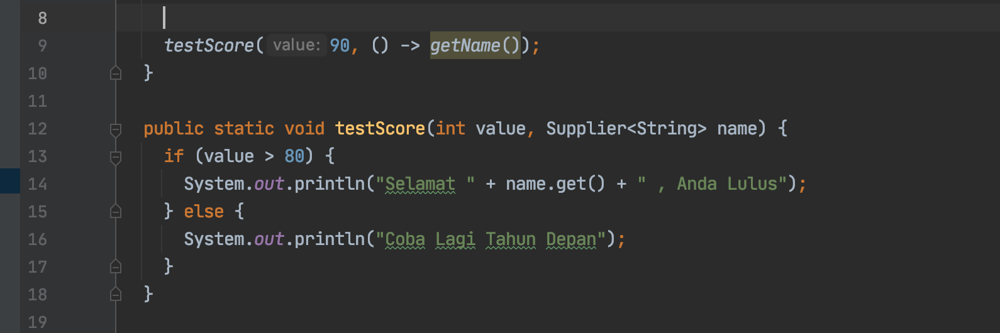 8
9 testScore( value: 90, () -> getName());
10 }
11
12 public static void testScore(int value, Supplier<String> name) {
13 if (value > 80) {
14 System.out.println("Selamat " + name.get() + " , Anda Lulus");
15 } else {
16 System.out.println("Coba Lagi Tahun Depan");
17 }
18 }
19